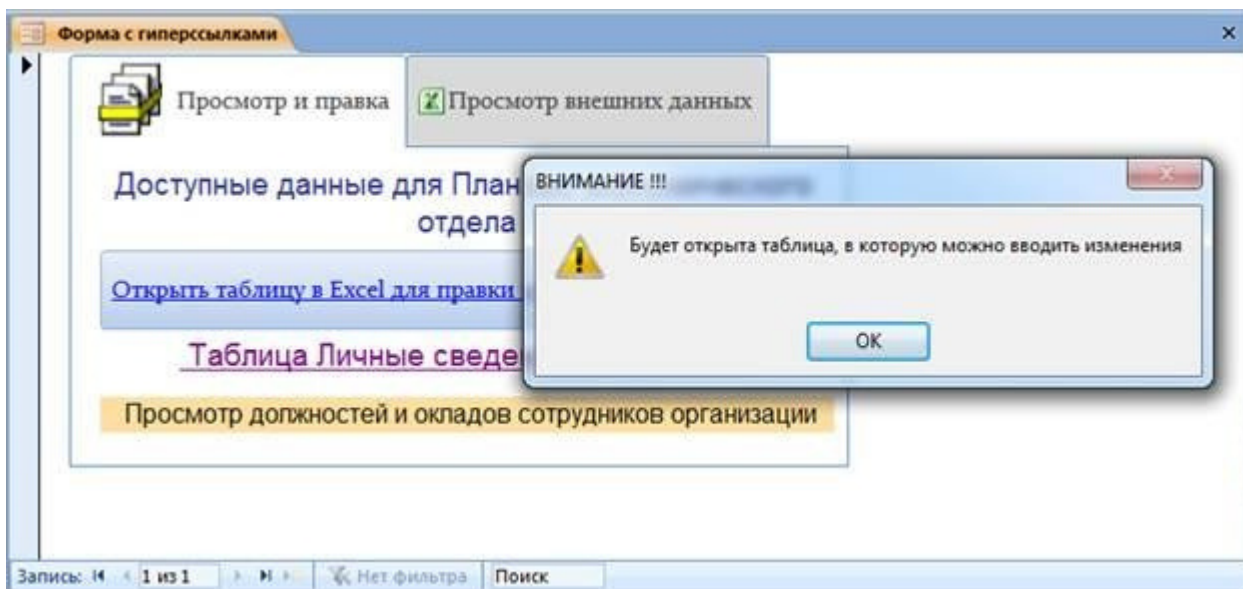 Форма с гиперссылками
Просмотр и правка
Просмотр внешних данных
Доступные данные для План
отдела
ВНИМАНИЕ !!!
Будет открыта таблица, в которую можно вводить изменения
OK
Открыть таблицу в Excel для правки
Таблица Личные сведе
Просмотр должностей и окладов сотрудников организации
Запись: 1 из 1 Нет фильтра Поиск